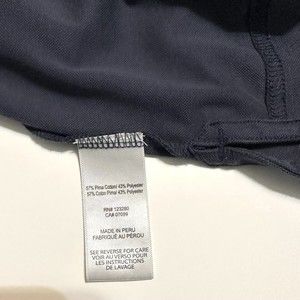 57% Pima Cotton/ 43% Polyester
57% Coton Pima/ 43% Polyester
RN# 123280
CA# 07099
MADE IN PERU
FABRIQUÉ AU PÉROU
SEE REVERSE FOR CARE
VOIR AU VERSO POUR
LES INSTRUCTIONS
DE LAVAGE